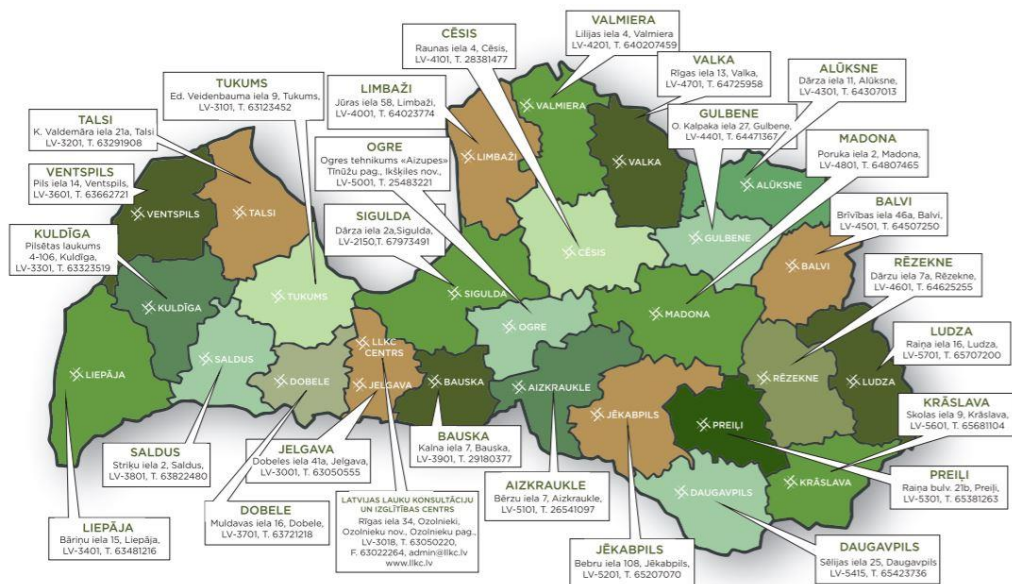 VALMIERA
Lilijas iela 4, Valmiera
LV-4201, T. 640207459
CĒSIS
Raunas iela 4, Cēsis,
LV-4101, T. 28381477
VALKA
Rīgas iela 13, Valka,
LV-4701, T. 64725958
ALŪKSNE
Dārza iela 11, Alūksne,
LV-4301, T. 64307013
TUKUMS
Ed. Veidenbauma iela 9, Tukums,
LV-3101, T. 63123452
LIMBAŽI
Jūras iela 58, Limbaži,
LV-4001, T. 64023774
GULBENE
O. Kalpaka iela 27, Gulbene,
LV-4401, T. 64471367
TALSI
K. Valdemāra iela 21a, Talsi
LV-3201, T. 63291908
OGRE
Ogres tehnikums «Aizupes»
Tīnūžu pag., Ikšķiles nov.,
LV-5001, T. 25483221
MADONA
Poruka iela 2, Madona,
LV-4801, T. 64807465
VENTSPILS
Pils iela 14, Ventspils,
LV-3601, T. 63662721
SIGULDA
Dārza iela 2a,Sigulda,
LV-2150,T. 67973491
BALVI
Brīvības iela 46a, Balvi,
LV-4501, T. 64507250
KULDĪGA
Pilsētas laukums
4-106, Kuldīga,
LV-3301, T. 63323519
RĒZEKNE
Dārzu iela 7a, Rēzekne,
LV-4601, T. 64625255
LUDZA
Raiņa iela 16, Ludza,
LV-5701, T. 65707200
KRĀSLAVA
Skolas iela 9, Krāslava,
LV-5601, T. 65681104
PREIĻI
Raiņa bulv. 21b, Preiļi,
LV-5301, T. 65381263
DAUGAVPILS
Sēlijas iela 25, Daugavpils
LV-5415, T. 65423736
JĒKABPILS
Bebru iela 108, Jēkabpils,
LV-5201, T. 65207070
AIZKRAUKLE
Bērzu iela 7, Aizkraukle,
LV-5101, T. 26541097
BAUSKA
Kalna iela 7, Bauska,
LV-3901, T. 29180377
LATVIJAS LAUKU KONSULTĀCIJU
UN IZGLĪTĪBAS CENTRS
Rīgas iela 34, Ozolnieki,
Ozolnieku nov., Ozolnieku pag.,
LV-3018, T. 63050220,
F. 63022264, admin@llkc.lv
www.llkc.lv
JELGAVA
Dobeles iela 41a, Jelgava,
LV-3001, T. 63050555
DOBELE
Muldavas iela 16, Dobele,
LV-3701, T. 63721218
SALDUS
Striķu iela 2, Saldus,
LV-3801, T. 63822480
LIEPĀJA
Bāriņu iela 15, Liepāja,
LV-3401, T. 63481216
VALMIERA
LIMBAŽI
VALKA
ALŪKSNE
VENTSPILS
TALSI
GULBENE
CĒSIS
BALVI
TUKUMS
SIGULDA
KULDĪGA
MADONA
OGRE
LLKC
CENTRS
SALDUS
LIEPĀJA
DOBELE
JELGAVA
BAUSKA
AIZKRAUKLE
RĒZEKNE
LUDZA
JĒKABPILS
PREIĻI
KRĀSLAVA
DAUGAVPILS